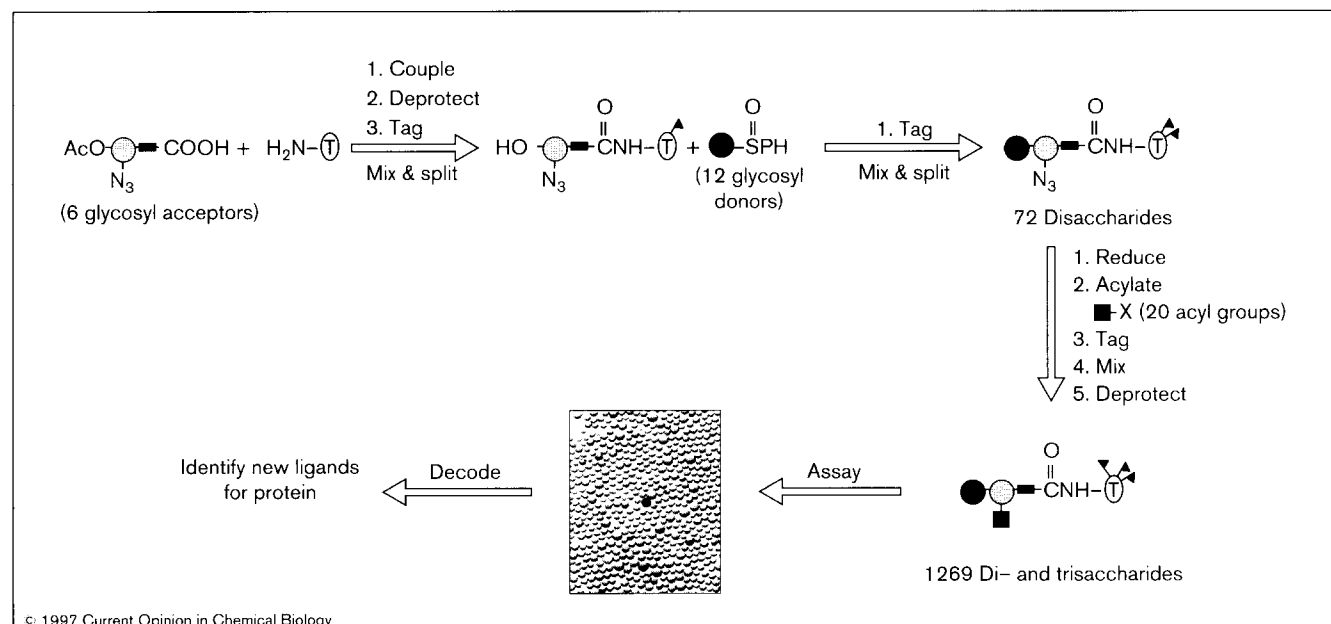 1. Couple
2. Deprotect
3. Tag
Mix & split
AcO
COOH + H₂N T
N₃
(6 glycosyl acceptors)
HO
O
CNH T
N₃
+
O
SPH
(12 glycosyl
donors)
1. Tag
Mix & split
O
CNH T
N₃
72 Disaccharides
1. Reduce
2. Acylate
X (20 acyl groups)
3. Tag
4. Mix
5. Deprotect
O
CNH T
1269 Di– and trisaccharides
Assay
Decode
Identify new ligands
for protein
© 1997 Current Opinion in Chemical Biology